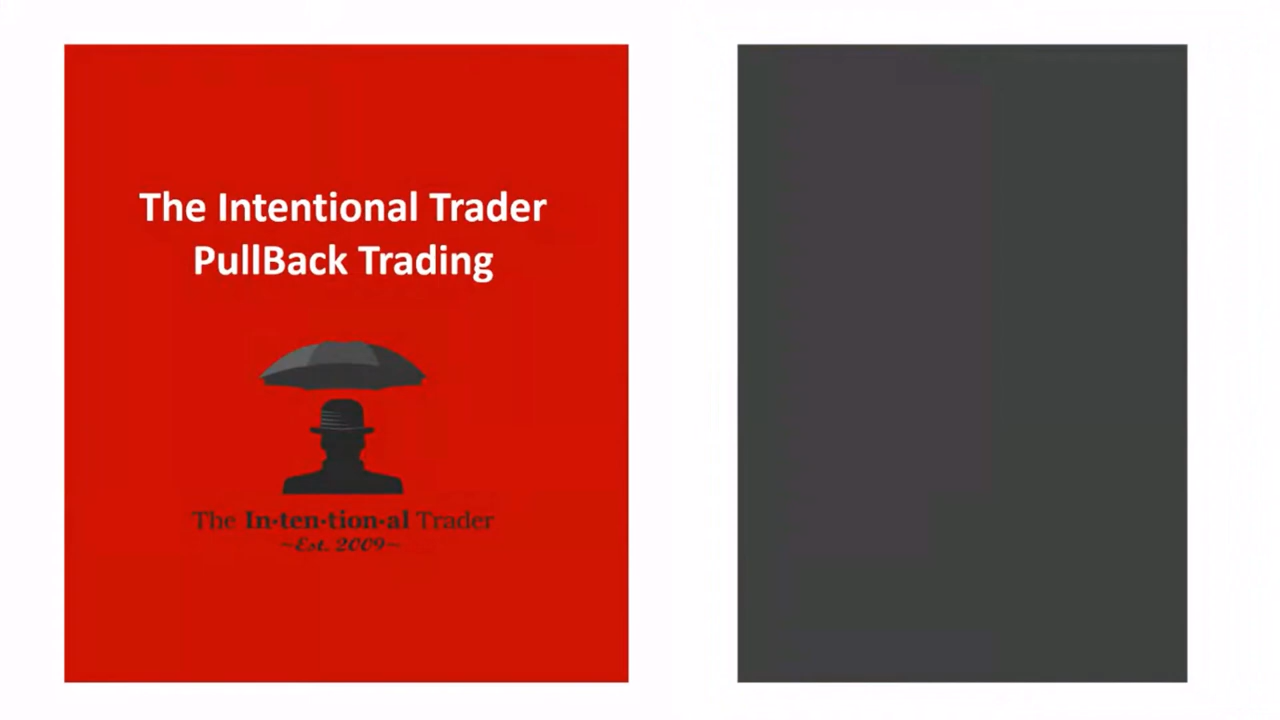 The Intentional Trader
PullBack Trading
The In·ten·tion·al Trader
~Est. 2009~